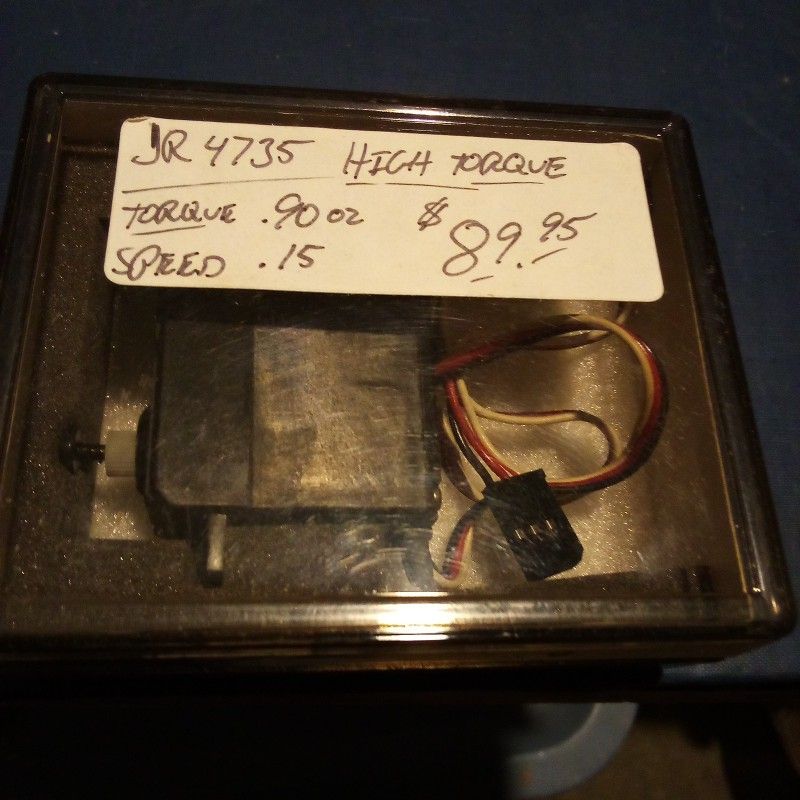 JR 4735 HIGH TORQUE
TORQUE .90 oz $89.95
SPEED .15